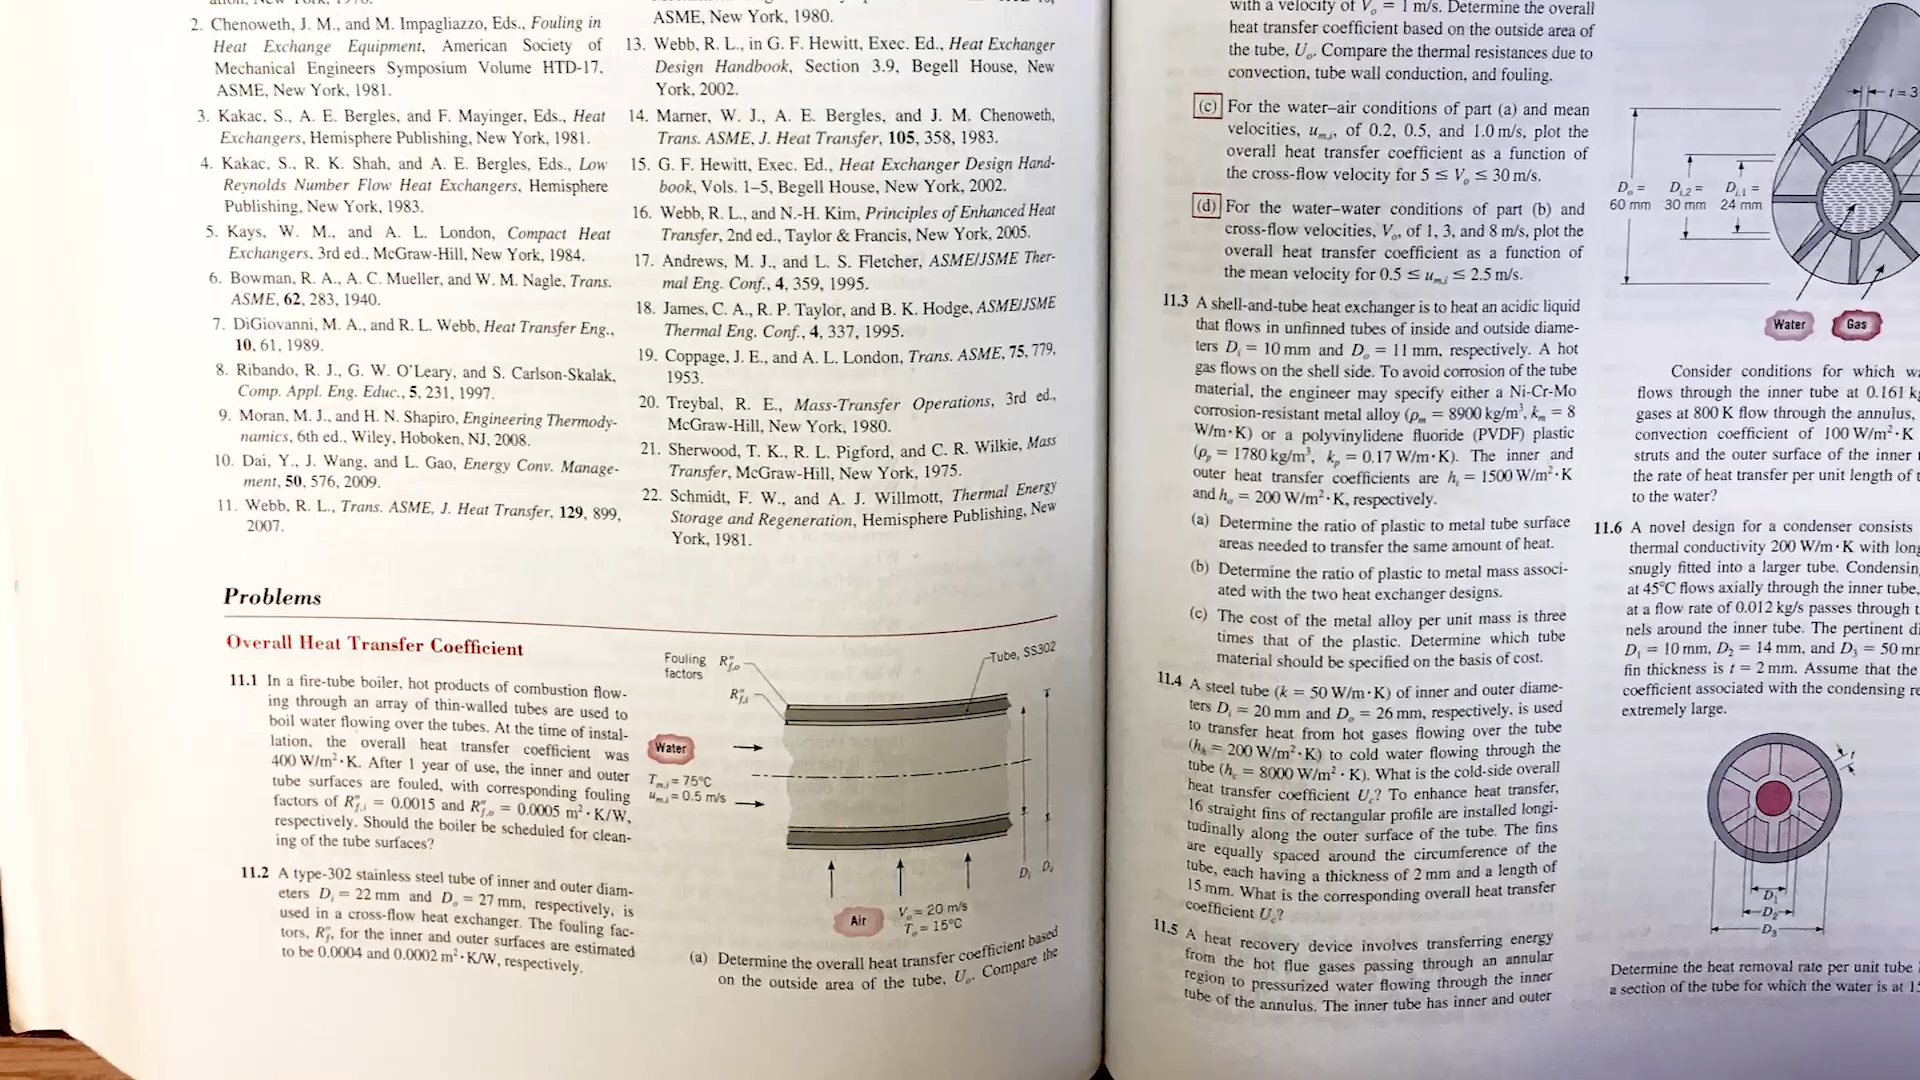 2. Chenoweth, J. M., and M. Impagliazzo, Eds., Fouling in
Heat Exchange Equipment, American Society of
Mechanical Engineers Symposium Volume HTD-17,
ASME, New York, 1981.
3. Kakac, S., A. E. Bergles, and F. Mayinger, Eds., Heat
Exchangers, Hemisphere Publishing, New York, 1981.
4. Kakac, S., R. K. Shah, and A. E. Bergles, Eds., Low
Reynolds Number Flow Heat Exchangers, Hemisphere
Publishing, New York, 1983.
5. Kays, W. M., and A. L. London, Compact Heat
Exchangers, 3rd ed., McGraw-Hill, New York, 1984.
6. Bowman, R. A., A. C. Mueller, and W. M. Nagle, Trans.
ASME, 62, 283, 1940.
7. DiGiovanni, M. A., and R. L. Webb, Heat Transfer Eng.,
10, 61, 1989.
8. Ribando, R. J., G. W. O'Leary, and S. Carlson-Skalak,
Comp. Appl. Eng. Educ., 5, 231, 1997.
9. Moran, M. J., and H. N. Shapiro, Engineering Thermody-
namics, 6th ed., Wiley, Hoboken, NJ, 2008.
10. Dai, Y., J. Wang, and L. Gao, Energy Conv. Manage-
ment, 50, 576, 2009.
11. Webb, R. L., Trans. ASME, J. Heat Transfer, 129, 899,
2007.
ASME, New York, 1980.
13. Webb, R. L., in G. F. Hewitt, Exec. Ed., Heat Exchanger
Design Handbook, Section 3.9, Begell House, New
York, 2002.
14. Marner, W. J., A. E. Bergles, and J. M. Chenoweth,
Trans. ASME, J. Heat Transfer, 105, 358, 1983.
15. G. F. Hewitt, Exec. Ed., Heat Exchanger Design Hand-
book, Vols. 1–5, Begell House, New York, 2002.
16. Webb, R. L., and N.-H. Kim, Principles of Enhanced Heat
Transfer, 2nd ed., Taylor & Francis, New York, 2005.
17. Andrews, M. J., and L. S. Fletcher, ASME/JSME Ther-
mal Eng. Conf., 4, 359, 1995.
18. James, C. A., R. P. Taylor, and B. K. Hodge, ASME/JSME
Thermal Eng. Conf., 4, 337, 1995.
19. Coppage, J. E., and A. L. London, Trans. ASME, 75, 779,
1953.
20. Treybal, R. E., Mass-Transfer Operations, 3rd ed.,
McGraw-Hill, New York, 1980.
21. Sherwood, T. K., R. L. Pigford, and C. R. Wilkie, Mass
Transfer, McGraw-Hill, New York, 1975.
22. Schmidt, F. W., and A. J. Willmott, Thermal Energy
Storage and Regeneration, Hemisphere Publishing, New
York, 1981.
Problems
Overall Heat Transfer Coefficient
11.1 In a fire-tube boiler, hot products of combustion flow-
ing through an array of thin-walled tubes are used to
boil water flowing over the tubes. At the time of instal-
lation, the overall heat transfer coefficient was
400 W/m²·K. After 1 year of use, the inner and outer
tube surfaces are fouled, with corresponding fouling
factors of R″f,i = 0.0015 and R″f,o = 0.0005 m²·K/W,
respectively. Should the boiler be scheduled for clean-
ing of the tube surfaces?
11.2 A type-302 stainless steel tube of inner and outer diam-
eters Di = 22 mm and Do = 27 mm, respectively, is
used in a cross-flow heat exchanger. The fouling fac-
tors, R″f, for the inner and outer surfaces are estimated
to be 0.0004 and 0.0002 m²·K/W, respectively.
Fouling
factors
R″f,o
R″f,i
Tube, SS302
Water
Tm,i = 75°C
um,i = 0.5 m/s
Di Do
Air
Vo = 20 m/s
To = 15°C
(a) Determine the overall heat transfer coefficient based
on the outside area of the tube, Uo. Compare the
with a velocity of Vo = 1 m/s. Determine the overall
heat transfer coefficient based on the outside area of
the tube, Uo. Compare the thermal resistances due to
convection, tube wall conduction, and fouling.
(c) For the water–air conditions of part (a) and mean
velocities, um,i, of 0.2, 0.5, and 1.0 m/s, plot the
overall heat transfer coefficient as a function of
the cross-flow velocity for 5 ≤ Vo ≤ 30 m/s.
(d) For the water–water conditions of part (b) and
cross-flow velocities, Vo, of 1, 3, and 8 m/s, plot the
overall heat transfer coefficient as a function of
the mean velocity for 0.5 ≤ um,i ≤ 2.5 m/s.
11.3 A shell-and-tube heat exchanger is to heat an acidic liquid
that flows in unfinned tubes of inside and outside diame-
ters Di = 10 mm and Do = 11 mm, respectively. A hot
gas flows on the shell side. To avoid corrosion of the tube
material, the engineer may specify either a Ni-Cr-Mo
corrosion-resistant metal alloy (ρm = 8900 kg/m³, km = 8
W/m·K) or a polyvinylidene fluoride (PVDF) plastic
(ρp = 1780 kg/m³, kp = 0.17 W/m·K). The inner and
outer heat transfer coefficients are hi = 1500 W/m²·K
and ho = 200 W/m²·K, respectively.
(a) Determine the ratio of plastic to metal tube surface
areas needed to transfer the same amount of heat.
(b) Determine the ratio of plastic to metal mass associ-
ated with the two heat exchanger designs.
(c) The cost of the metal alloy per unit mass is three
times that of the plastic. Determine which tube
material should be specified on the basis of cost.
11.4 A steel tube (k = 50 W/m·K) of inner and outer diame-
ters Di = 20 mm and Do = 26 mm, respectively, is used
to transfer heat from hot gases flowing over the tube
(hh = 200 W/m²·K) to cold water flowing through the
tube (hc = 8000 W/m²·K). What is the cold-side overall
heat transfer coefficient Uc? To enhance heat transfer,
16 straight fins of rectangular profile are installed longi-
tudinally along the outer surface of the tube. The fins
are equally spaced around the circumference of the
tube, each having a thickness of 2 mm and a length of
15 mm. What is the corresponding overall heat transfer
coefficient Uc?
11.5 A heat recovery device involves transferring energy
from the hot flue gases passing through an annular
region to pressurized water flowing through the inner
tube of the annulus. The inner tube has inner and outer
t = 3
Do = Di,2 = Di,1 =
60 mm 30 mm 24 mm
Water
Gas
Consider conditions for which
flows through the inner tube at 0.161
gases at 800 K flow through the annulus,
convection coefficient of 100 W/m²·K
struts and the outer surface of the inner
the rate of heat transfer per unit length of
to the water?
11.6 A novel design for a condenser consists
thermal conductivity 200 W/m·K with
snugly fitted into a larger tube.
at 45°C flows axially through the inner tube,
at a flow rate of 0.012 kg/s passes through
nels around the inner tube. The pertinent
D1 = 10 mm, D2 = 14 mm, and D3 = 50
fin thickness is t = 2 mm. Assume that the
coefficient associated with the condensing
extremely large.
t
D1
D2
D3
Determine the heat removal rate per unit tube
a section of the tube for which the water is at